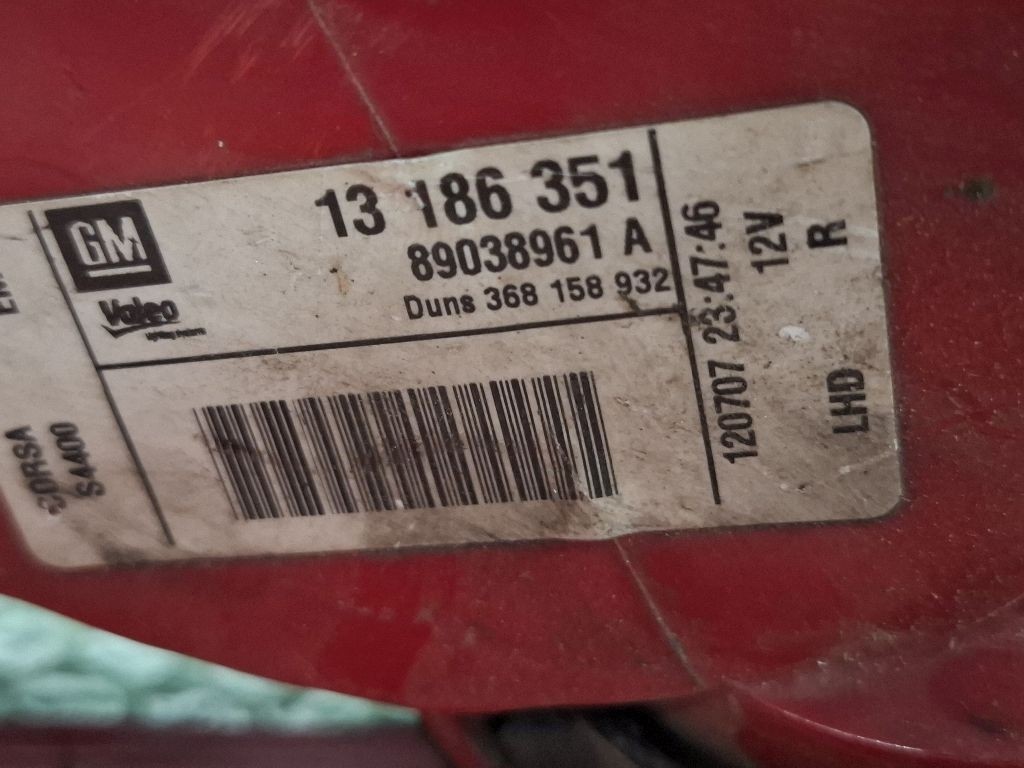 GM
Valeo
13 186 351
89038961 A
Duns 368 158 932
120707 23:47:46
12V
R
LHD
CORSA
S4400